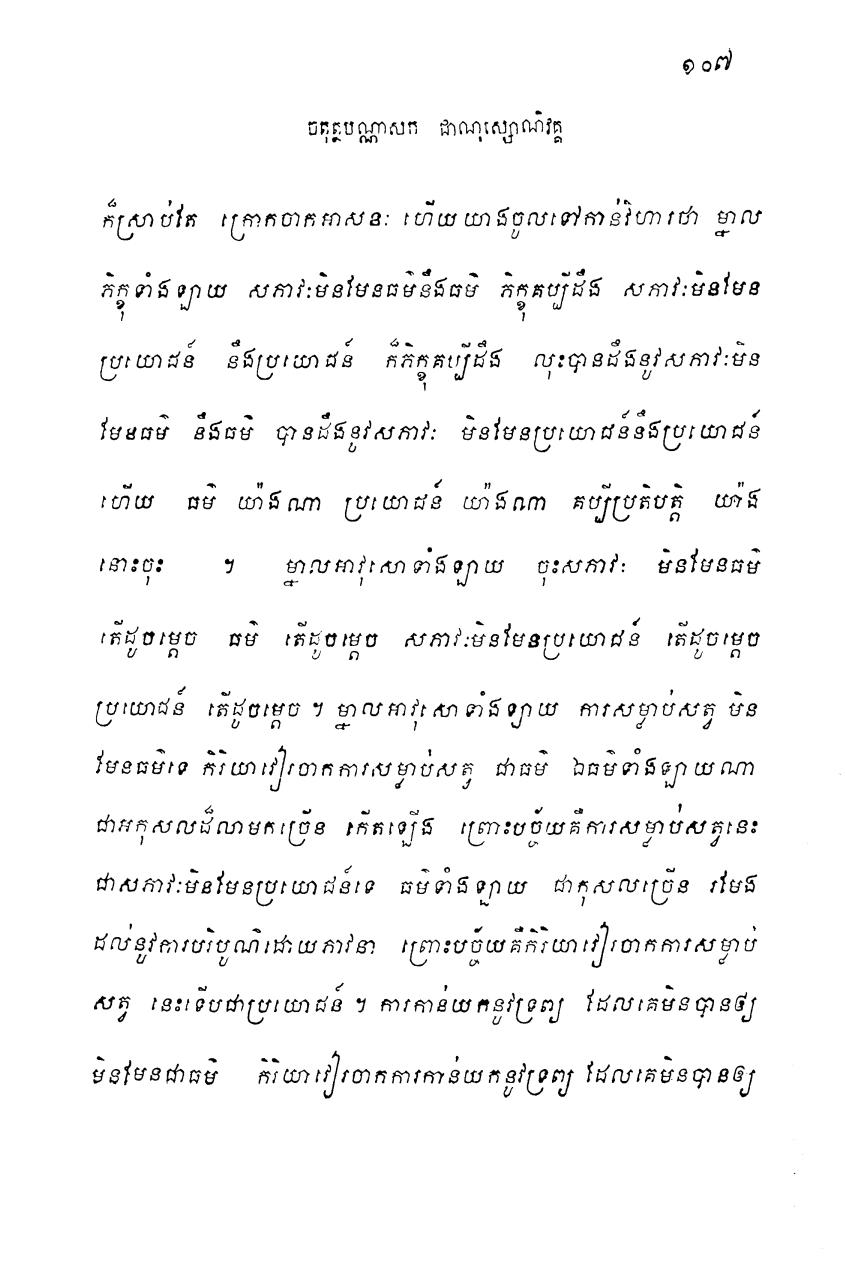 ១០៧
ចតុត្ថបណ្ណាសក ជាណុស្សោណិវគ្គ
ក៏ស្រាប់តែ ក្រោកចាកអាសនៈ ហើយយាងចូលទៅកាន់វិហារថា ម្នាល
ភិក្ខុទាំងឡាយ សភាវៈមិនមែនធម៌នឹងធម៌ ភិក្ខុគប្បីដឹង សភាវៈមិនមែន
ប្រយោជន៍ នឹងប្រយោជន៍ ក៏ភិក្ខុគប្បីដឹង លុះបានដឹងនូវសភាវៈមិន
មែនធម៌ នឹងធម៌ បានដឹងនូវសភាវៈ មិនមែនប្រយោជន៍នឹងប្រយោជន៍
ហើយ ធម៌ យ៉ាងណា ប្រយោជន៍ យ៉ាងណា គប្បីប្រតិបត្តិ យ៉ាង
នោះចុះ ។ ម្នាលអាវុសោទាំងឡាយ ចុះសភាវៈ មិនមែនធម៌
តើដូចម្តេច ធម៌ តើដូចម្តេច សភាវៈមិនមែនប្រយោជន៍ តើដូចម្តេច
ប្រយោជន៍ តើដូចម្តេច ។ ម្នាលអាវុសោទាំងឡាយ ការសម្លាប់សត្វ មិន
មែនធម៌ទេ កិរិយាវៀរចាកការសម្លាប់សត្វ ជាធម៌ ឯធម៌ទាំងឡាយណា
ជាអកុសលដ៏លាមកច្រើន កើតឡើង ព្រោះបច្ច័យគឺការសម្លាប់សត្វនេះ
ជាសភាវៈមិនមែនប្រយោជន៍ទេ ធម៌ទាំងឡាយ ជាកុសលច្រើន រមែង
ដល់នូវការបរិបូណ៌ដោយភាវនា ព្រោះបច្ច័យគឺកិរិយាវៀរចាកការសម្លាប់
សត្វ នេះទើបជាប្រយោជន៍ ។ ការកាន់យកនូវទ្រព្យ ដែលគេមិនបានឲ្យ
មិនមែនជាធម៌ កិរិយាវៀរចាកការកាន់យកនូវទ្រព្យ ដែលគេមិនបានឲ្យ